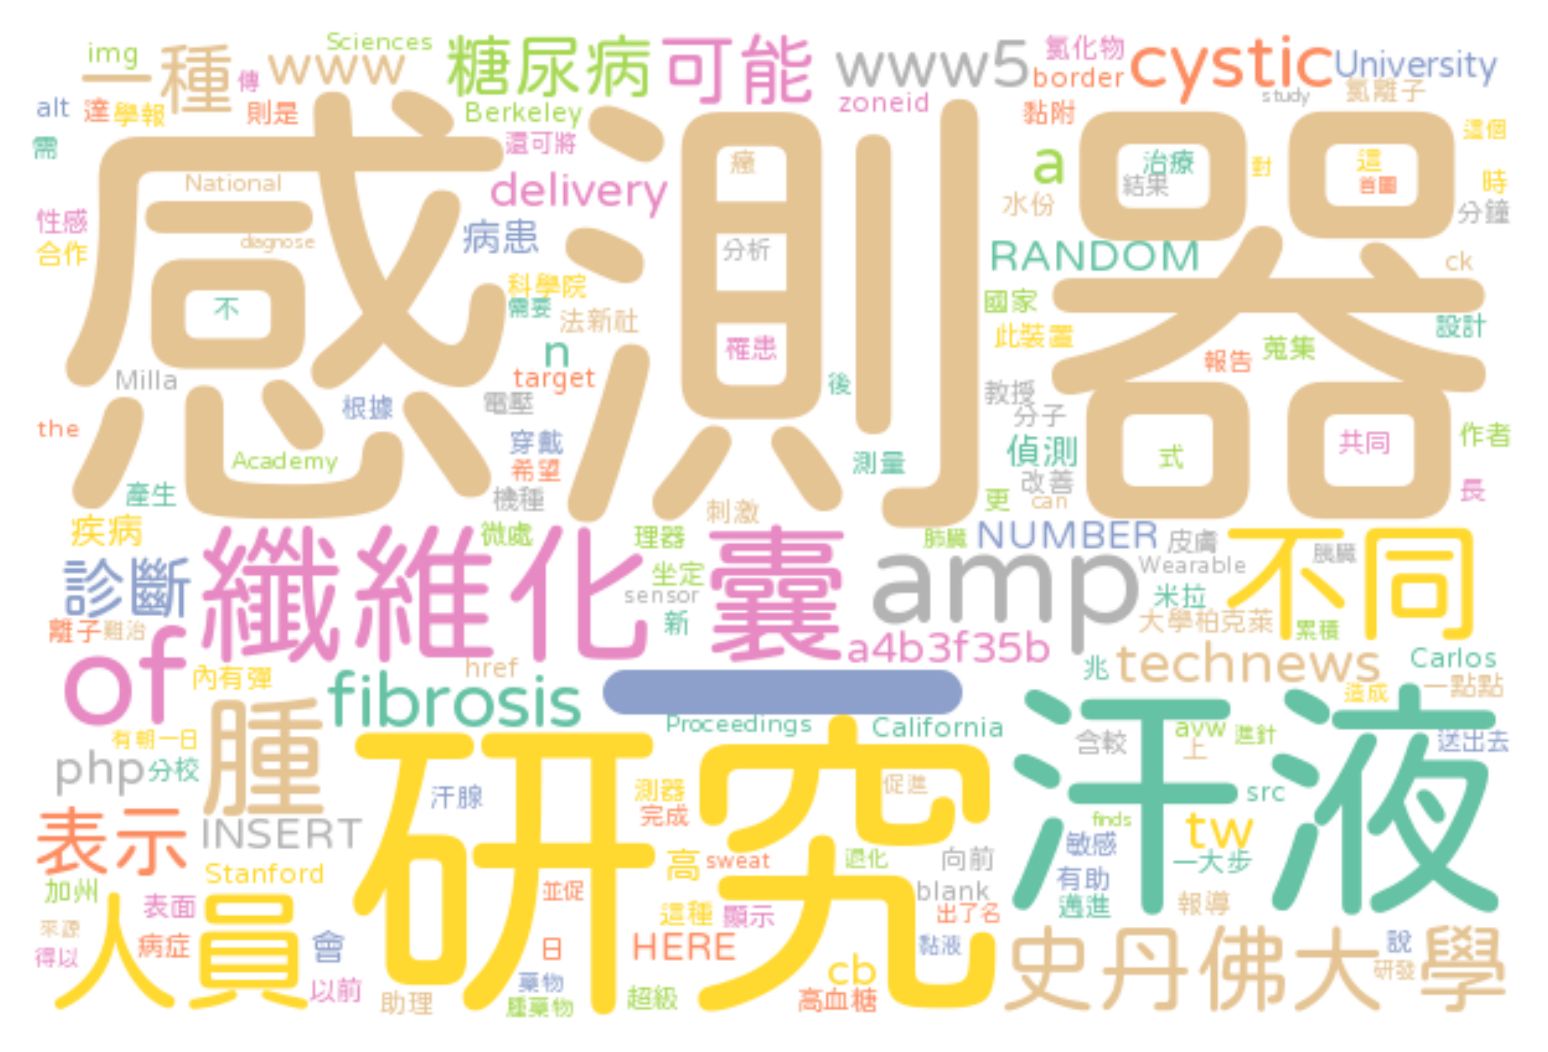 img
一種
傳
www
Sciences
糖尿病
可能
www5
氯化物
border
cystic
University
alt
達
學報
則是
Berkeley
zoneid
黏附
study
氯離子
需
還可將
這個
感測器
National
delivery
癮
a
治療
結果
對
這
首圖
時
性感
病患
水份
分鐘
合作
diagnose
分析
RANDOM
ck
不
科學院
需要
法新社
國家
此裝置
設計
罹患
n
報告
蒐集
Milla
target
後
教授
根據
電壓
分子
the
穿戴
偵測
共同
作者
Academy
希望
測量
式
改善
產生
機種
更
can
長
刺激
疾病
微處
理器
肺臟
NUMBER
皮膚
不同
胰臟
診斷
纖維化
囊
amp
Wearable
坐定
sensor
米拉
離子
難治
新
大學柏克萊
累積
of
a4b3f35b
href
內有彈
fibrosis
一
兆
technews
Carlos
造成
一點點
腫
Proceedings
California
汗液
有朝一日
含較
avw
進針
上
送出去
php
分校
研究
汗腺
測器
促進
src
表示
INSERT
完成
finds
tw
敏感
高
sweat
退化
向前
一大步
Stanford
有助
加州
blank
邁進
人員
表面
並促
這種
顯示
出了名
報導
來源
病症
會
日
HERE
黏液
史丹佛大學
說
得以
cb
研發
以前
藥物
助理
腫藥物
超級
高血糖